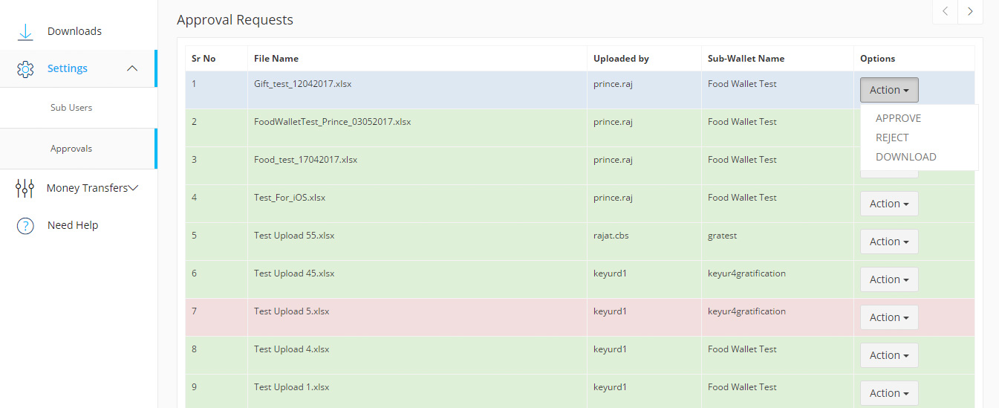 Downloads
Settings
Sub Users
Approvals
Money Transfers
Need Help
Approval Requests
Sr No File Name Uploaded by Sub-Wallet Name Options
1 Gift_test_12042017.xlsx prince.raj Food Wallet Test Action
APPROVE
REJECT
DOWNLOAD
2 FoodWalletTest_Prince_03052017.xlsx prince.raj Food Wallet Test
3 Food_test_17042017.xlsx prince.raj Food Wallet Test
4 Test_For_iOS.xlsx prince.raj Food Wallet Test Action
5 Test Upload 55.xlsx rajat.cbs gratest Action
6 Test Upload 45.xlsx keyurd1 keyur4gratification Action
7 Test Upload 5.xlsx keyurd1 keyur4gratification Action
8 Test Upload 4.xlsx keyurd1 Food Wallet Test Action
9 Test Upload 1.xlsx keyurd1 Food Wallet Test Action